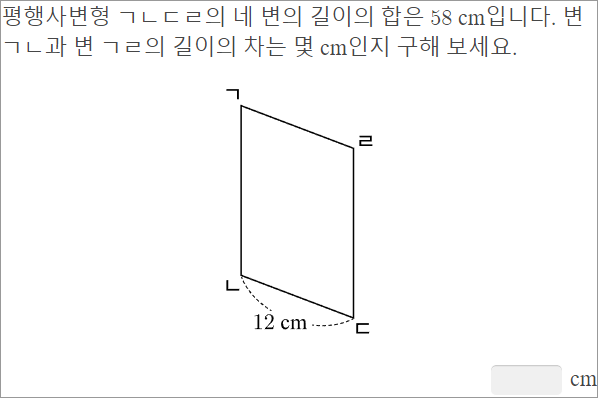 평행사변형 ㄱㄴㄷㄹ의 네 변의 길이의 합은 58 cm입니다. 변
ㄱㄴ과 변 ㄱㄹ의 길이의 차는 몇 cm인지 구해 보세요.
ㄱ
ㄹ
ㄴ
12 cm
ㄷ
cm